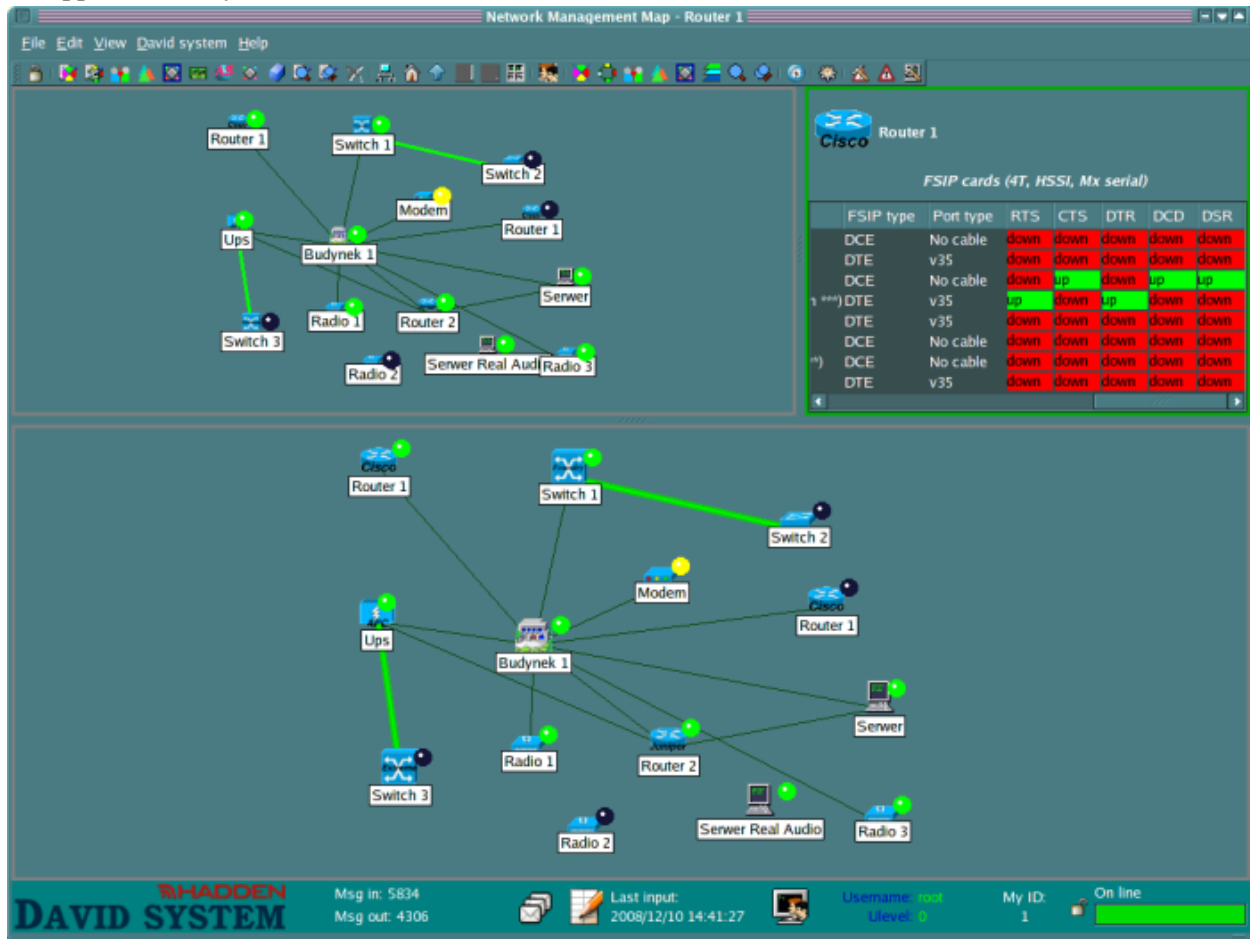 Network Management Map - Router 1
File Edit View David system Help
Router 1
Switch 1
Switch 2
Modem
Router 1
Ups
Budynek 1
Serwer
Radio 1
Router 2
Switch 3
Serwer Real Audi
Radio 3
Radio 2
Cisco
Router 1
FSIP cards (4T, HSSI, Mx serial)
FSIP type Port type RTS CTS DTR DCD DSR
DCE No cable down down down down down
DTE v35 down down down down down
DCE No cable down up down up up
***) DTE v35 up down up down down
DTE v35 down down down down down
DCE No cable down down down down down
*) DCE No cable down down down down down
DTE v35 down down down down down
Cisco
Router 1
Switch 1
Switch 2
Modem
Cisco
Router 1
APC
Ups
Budynek 1
Serwer
Radio 1
Juniper
Router 2
Extreme
Switch 3
Serwer Real Audio
Radio 3
Radio 2
HADDEN
DAVID SYSTEM
Msg in: 5834
Msg out: 4306
Last input:
2008/12/10 14:41:27
Username: root
Ulevel: 0
My ID:
1
On line